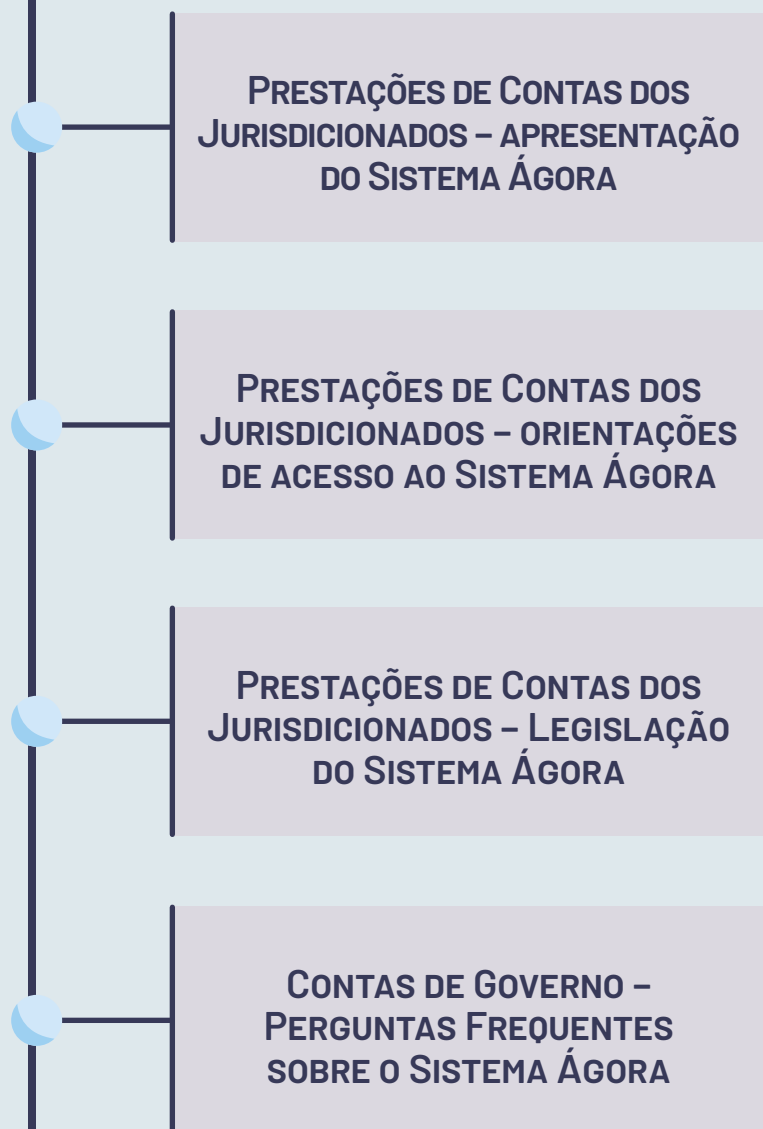 Prestações de Contas dos
Jurisdicionados – apresentação
do Sistema Ágora
Prestações de Contas dos
Jurisdicionados – orientações
de acesso ao Sistema Ágora
Prestações de Contas dos
Jurisdicionados – Legislação
do Sistema Ágora
Contas de Governo –
Perguntas Frequentes
sobre o Sistema Ágora